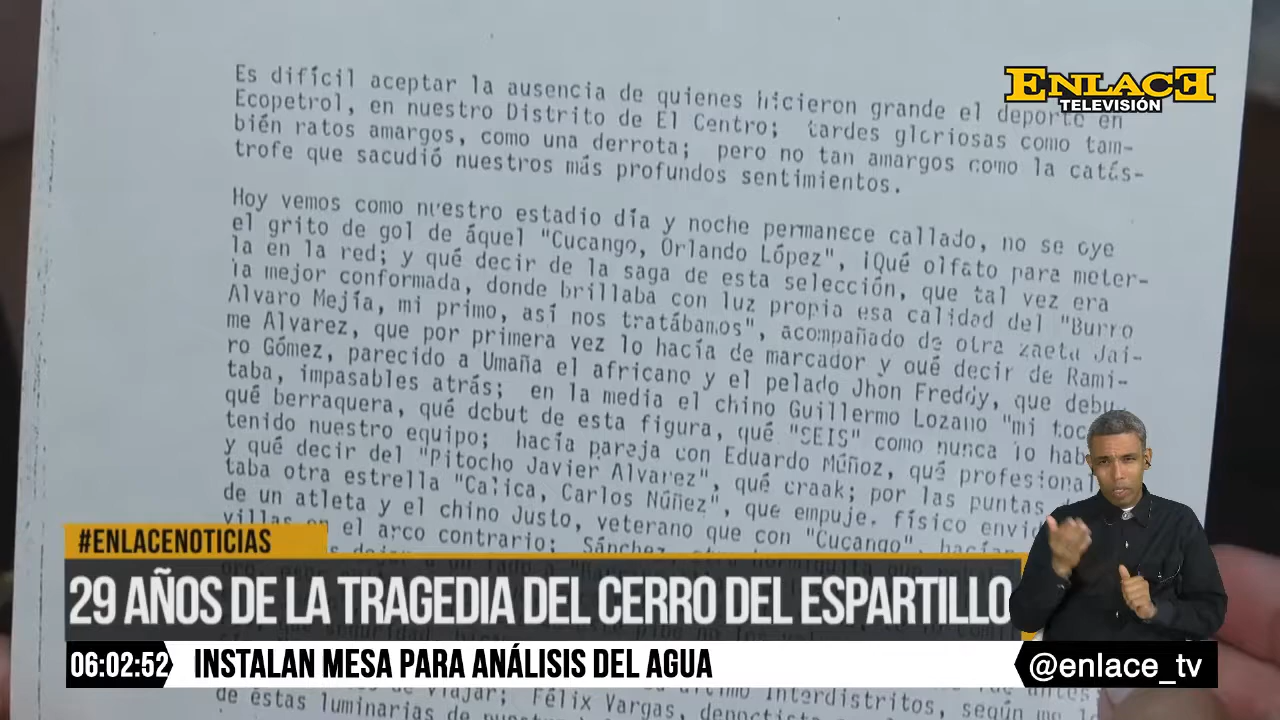 Es difícil aceptar la ausencia de quienes hicieron grande el deporte en
Ecopetrol, en nuestro Distrito de El Centro; tardes gloriosas como tam-
bién ratos amargos, como una derrota; pero no tan amargos como la catás-
trofe que sacudió nuestros más profundos sentimientos.
Hoy vemos como nuestro estadio día y noche permanece callado, no se oye
el grito de gol de áquel "Cucango, Orlando López", ¡Qué olfato para meter-
la en la red; y qué decir de la saga de esta selección, que tal vez era
la mejor conformada, donde brillaba con luz propia esa calidad del "Burro
Alvaro Mejía, mi primo, así nos tratábamos", acompañado de otra zaeta Jai-
me Alvarez, que por primera vez lo hacía de marcador y qué decir de Rami-
ro Gómez, parecido a Umaña el africano y el pelado Jhon Freddy, que debu
taba, impasables atrás; en la media el chino Guillermo Lozano "mi toc
qué berraquera, qué debut de esta figura, qué "SEIS" como nunca lo hab
tenido nuestro equipo; hacía pareja con Eduardo Múñoz, qué profesional
y qué decir del "Pitocho Javier Alvarez", qué craak; por las puntas
taba otra estrella "Calica, Carlos Núñez", que empuje, físico envid
de un atleta y el chino Justo, veterano que con "Cucango", hacían
villas en el arco contrario; Sánchez,
último Interdistritos, según me
de éstas luminarias de Félix Vargas,
ENLACE
TELEVISIÓN
#ENLACENOTICIAS
29 AÑOS DE LA TRAGEDIA DEL CERRO DEL ESPARTILLO
06:02:52 INSTALAN MESA PARA ANÁLISIS DEL AGUA @enlace_tv